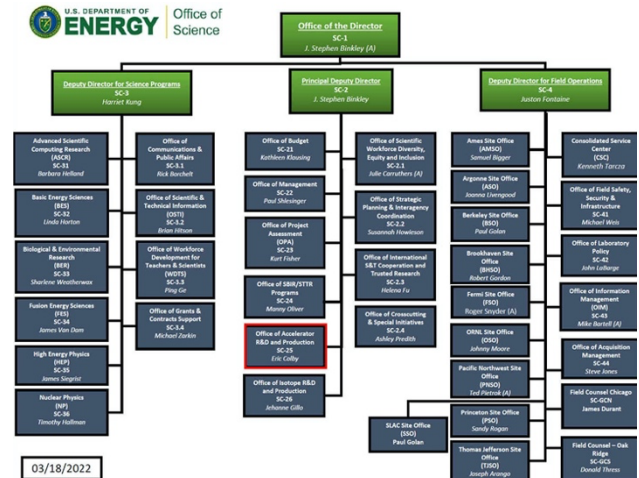 U.S. DEPARTMENT OF
ENERGY
Office of
Science
Office of the Director
SC-1
J. Stephen Binkley (A)
Deputy Director for Science Programs
SC-3
Harriet Kung
Principal Deputy Director
SC-2
J. Stephen Binkley
Deputy Director for Field Operations
SC-4
Juston Fontaine
Advanced Scientific
Computing Research
(ASCR)
SC-31
Barbara Helland
Basic Energy Sciences
(BES)
SC-32
Linda Horton
Biological & Environmental Research
(BER)
SC-33
Sharlene Weatherwax
Fusion Energy Sciences
(FES)
SC-34
James Van Dam
High Energy Physics
(HEP)
SC-35
James Siegrist
Nuclear Physics
(NP)
SC-36
Timothy Hallman
Office of
Communications &
Public Affairs
SC-3.1
Rick Borchelt
Office of Scientific &
Technical Information
(OSTI)
SC-3.2
Brian Hitson
Office of Workforce
Development for
Teachers & Scientists
(WDTS)
SC-3.3
Ping Ge
Office of Grants &
Contracts Support
SC-3.4
Michael Zarkin
Office of Budget
SC-21
Kathleen Klausing
Office of Management
SC-22
Paul Shlesinger
Office of Project
Assessment
(OPA)
SC-23
Kurt Fisher
Office of SBIR/STTR
Programs
SC-24
Manny Oliver
Office of Accelerator
R&D and Production
SC-25
Eric Colby
Office of Isotope R&D
and Production
SC-26
Jehanne Gillo
Office of Scientific
Workforce Diversity,
Equity and Inclusion
SC-2.1
Julie Carruthers (A)
Office of Strategic
Planning & Interagency
Coordination
SC-2.2
Susannah Howieson
Office of International
S&T Cooperation and
Trusted Research
SC-2.3
Helena Fu
Office of Crosscutting
& Special Initiatives
SC-2.4
Ashley Predith
Ames Site Office
(AMSO)
Samuel Bigger
Argonne Site Office
(ASO)
Joanna Livengood
Berkeley Site Office
(BSO)
Paul Golan
Brookhaven Site
Office
(BHSO)
Robert Gordon
Fermi Site Office
(FSO)
Roger Snyder (A)
ORNL Site Office
(OSO)
Johnny Moore
Pacific Northwest Site
Office
(PNSO)
Ted Pietrok (A)
Princeton Site Office
(PSO)
Sandy Rogan
Thomas Jefferson Site
Office
(TJSO)
Joseph Arango
SLAC Site Office
(SSO)
Paul Golan
Consolidated Service
Center
(CSC)
Kenneth Tarcza
Office of Field Safety,
Security &
Infrastructure
SC-41
Michael Weis
Office of Laboratory
Policy
SC-42
John LaBarge
Office of Information
Management
(OIM)
SC-43
Mike Bartell (A)
Office of Acquisition
Management
SC-44
Steve Jones
Field Counsel Chicago
SC-GCN
James Durant
Field Counsel – Oak
Ridge
SC-GCS
Donald Thress
03/18/2022